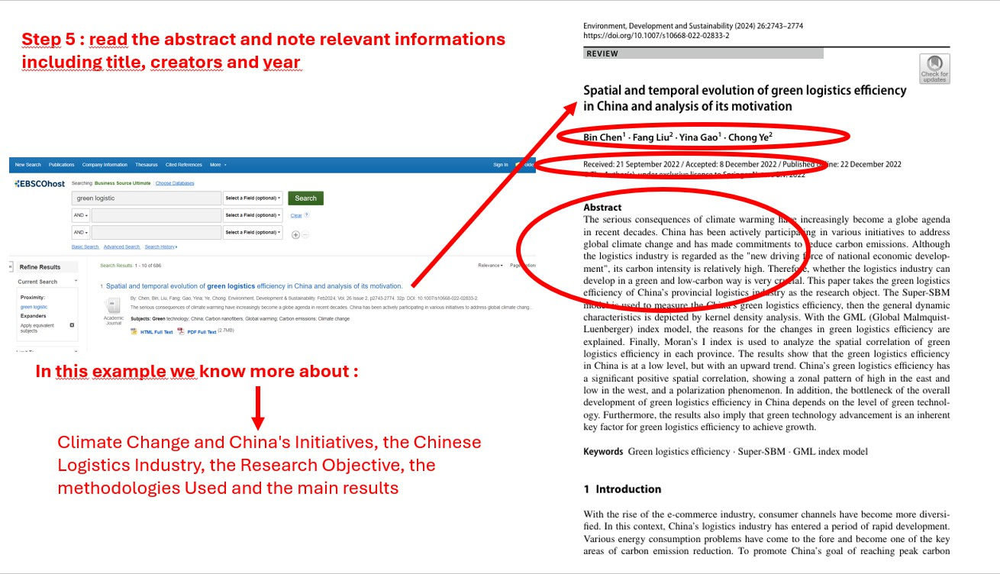 Step 5 : read the abstract and note relevant informations
including title, creators and year
New Search Publications Company Information Thesaurus Cited References More
Sign In
EBSCOhost
Searching: Business Source Ultimate Choose Databases
green logistic
Select a Field (optional)
Search
AND
Select a Field (optional)
Clear ?
AND
Select a Field (optional)
Basic Search Advanced Search Search History
Refine Results
Current Search
Proximity:
green logistic
Expanders
Apply equivalent
subjects
Search Results: 1 - 10 of 686
Relevance
1 Spatial and temporal evolution of green logistics efficiency in China and analysis of its motivation.
By: Chen, Bin; Liu, Fang; Gao, Yina; Ye, Chong. Environment, Development & Sustainability. Feb2024, Vol. 26 Issue 2, p2743-2774. 32p. DOI: 10.1007/s10668-022-02833-2.
The serious consequences of climate warming have increasingly become a globe agenda in recent decades. China has been actively participating in various initiatives to address global climate chang...
Academic
Journal
Subjects: Green technology; China; Carbon nanofibers; Global warming; Carbon emissions; Climate change
HTML Full Text PDF Full Text (2.7MB)
In this example we know more about :
Climate Change and China's Initiatives, the Chinese
Logistics Industry, the Research Objective, the
methodologies Used and the main results
Environment, Development and Sustainability (2024) 26:2743–2774
https://doi.org/10.1007/s10668-022-02833-2
REVIEW
Check for
updates
Spatial and temporal evolution of green logistics efficiency
in China and analysis of its motivation
Bin Chen¹ · Fang Liu² · Yina Gao¹ · Chong Ye²
Received: 21 September 2022 / Accepted: 8 December 2022 / Published online: 22 December 2022
The Author(s), under exclusive license to Springer Nature B.V. 2022
Abstract
The serious consequences of climate warming have increasingly become a globe agenda
in recent decades. China has been actively participating in various initiatives to address
global climate change and has made commitments to reduce carbon emissions. Although
the logistics industry is regarded as the "new driving force of national economic develop-
ment", its carbon intensity is relatively high. Therefore, whether the logistics industry can
develop in a green and low-carbon way is very crucial. This paper takes the green logistics
efficiency of China's provincial logistics industry as the research object. The Super-SBM
model is used to measure the China's green logistics efficiency, then the general dynamic
characteristics is depicted by kernel density analysis. With the GML (Global Malmquist-
Luenberger) index model, the reasons for the changes in green logistics efficiency are
explained. Finally, Moran's I index is used to analyze the spatial correlation of green
logistics efficiency in each province. The results show that the green logistics efficiency
in China is at a low level, but with an upward trend. China's green logistics efficiency has
a significant positive spatial correlation, showing a zonal pattern of high in the east and
low in the west, and a polarization phenomenon. In addition, the bottleneck of the overall
development of green logistics efficiency in China depends on the level of green technol-
ogy. Furthermore, the results also imply that green technology advancement is an inherent
key factor for green logistics efficiency to achieve growth.
Keywords Green logistics efficiency · Super-SBM · GML index model
1 Introduction
With the rise of the e-commerce industry, consumer channels have become more diversi-
fied. In this context, China's logistics industry has entered a period of rapid development.
Various energy consumption problems have come to the fore and become one of the key
areas of carbon emission reduction. To promote China's goal of reaching peak carbon